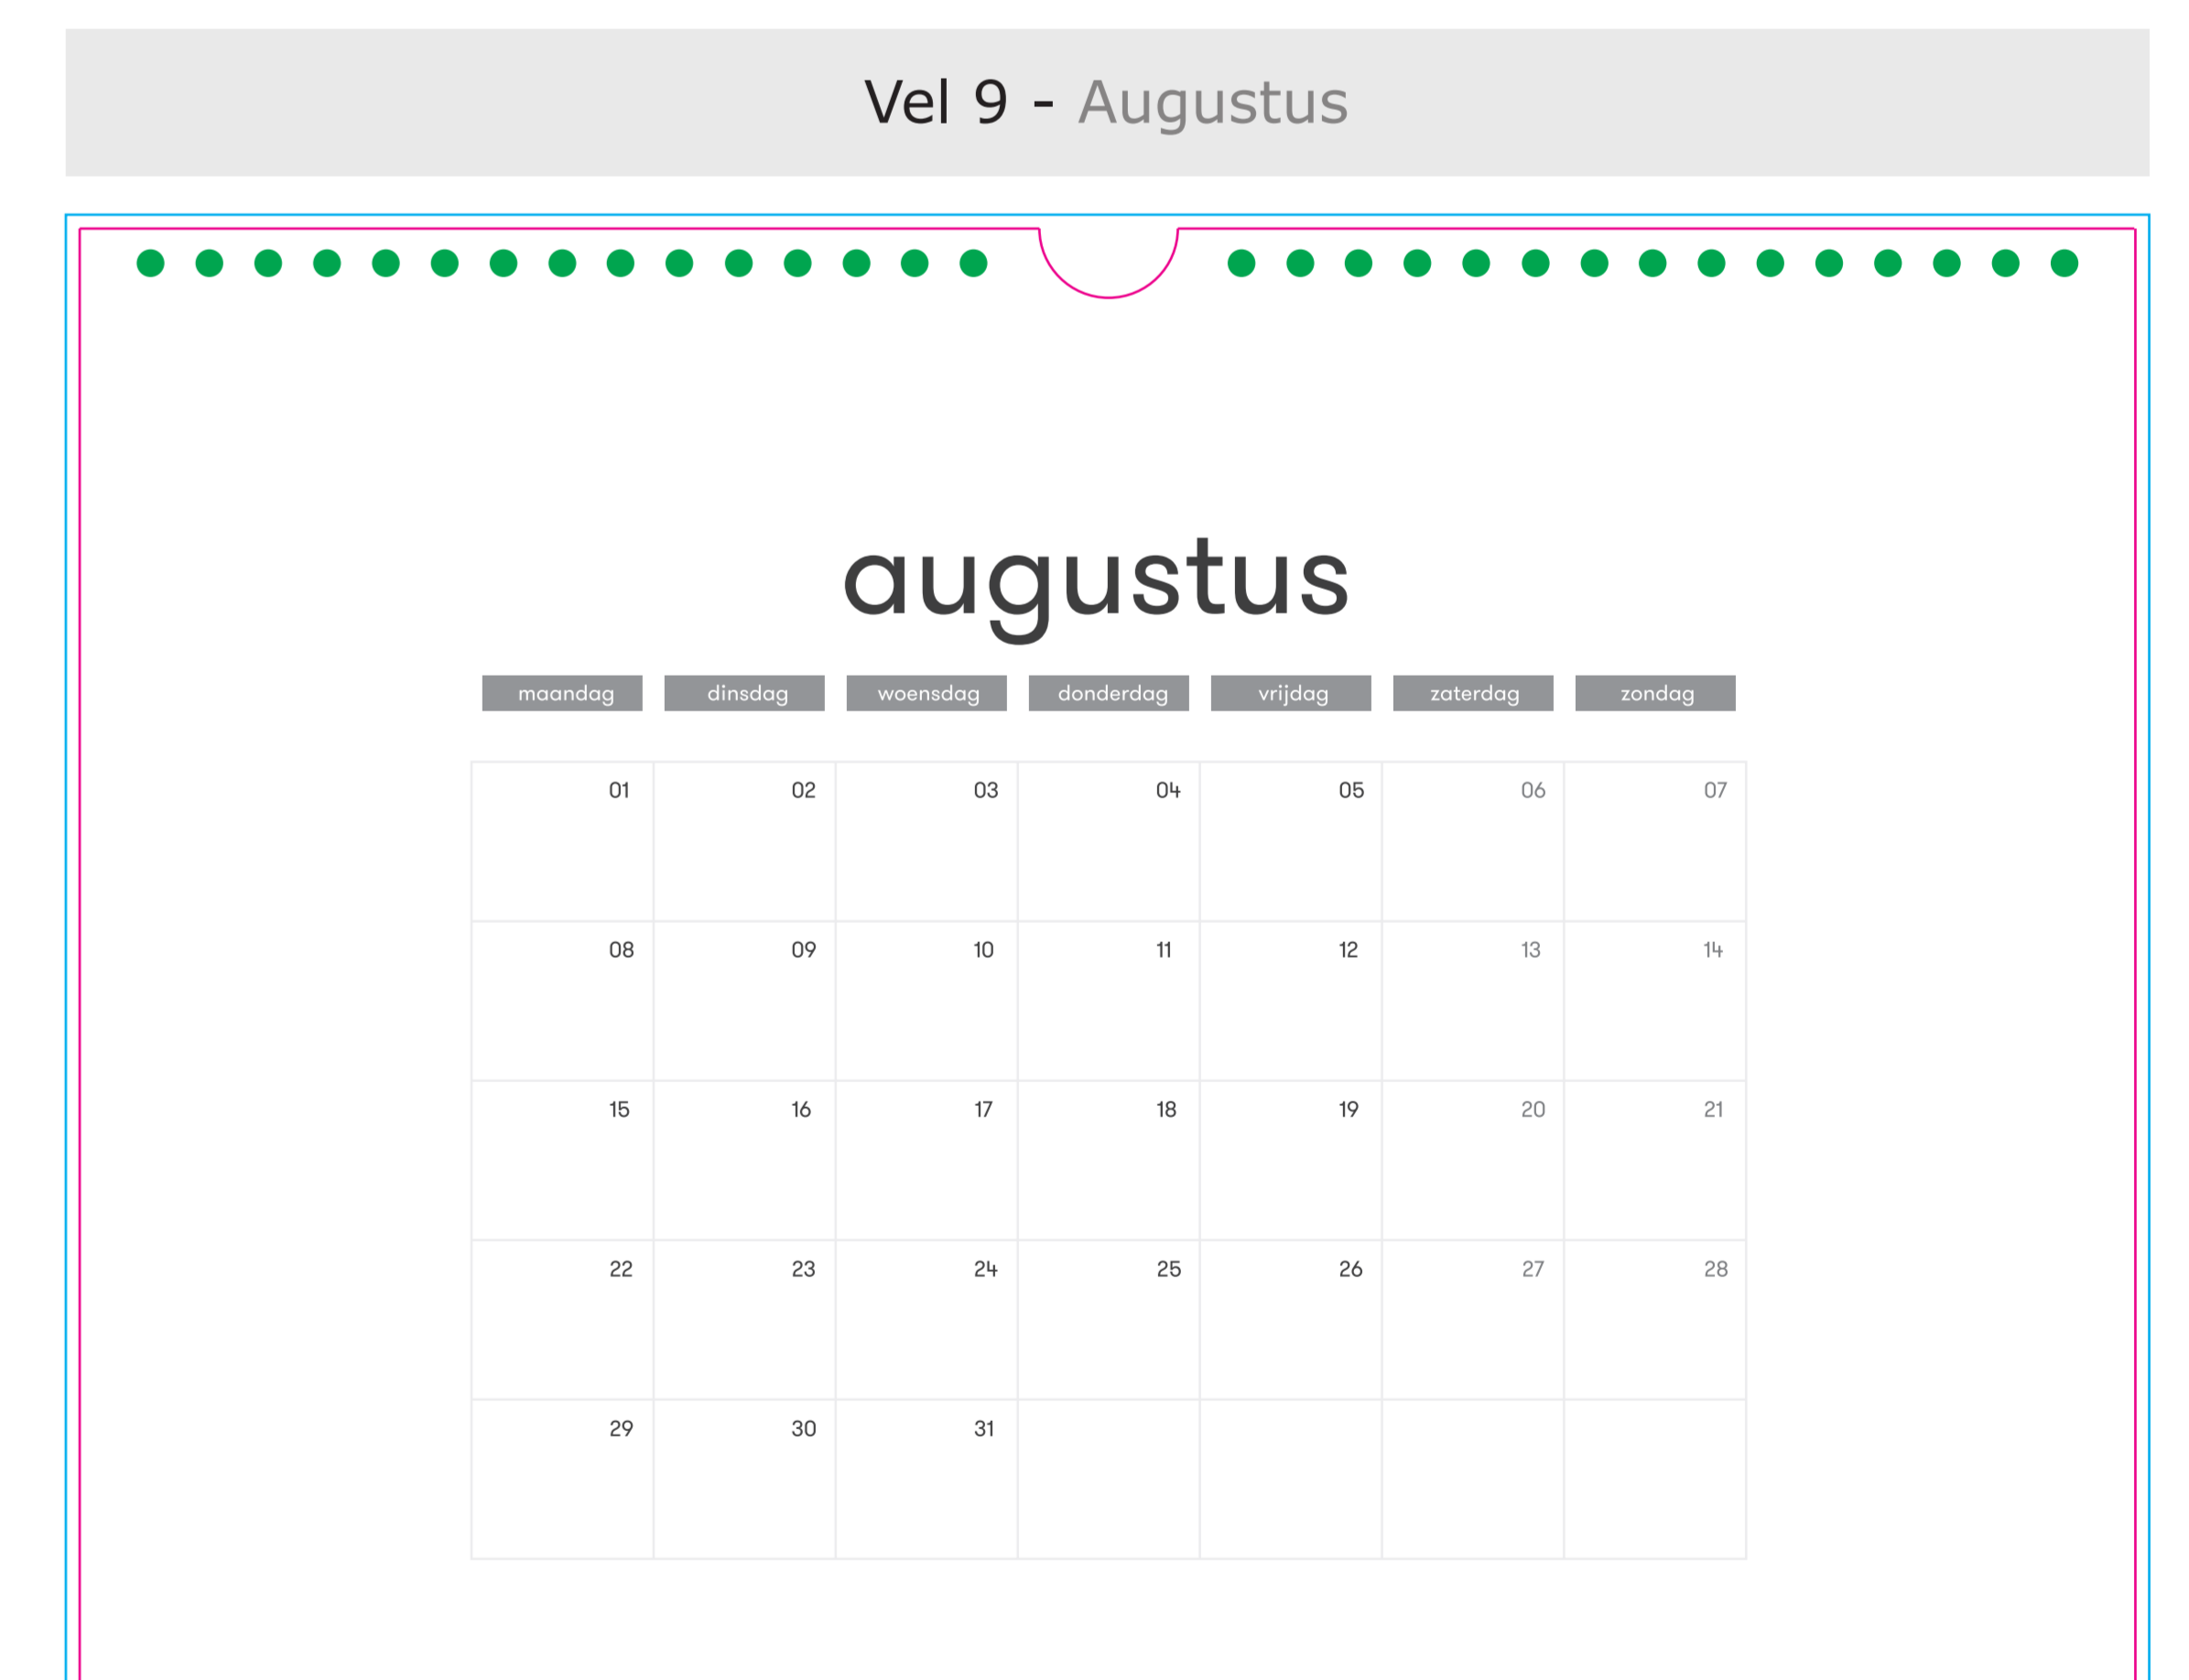 Vel 9 - Augustus
augustus
maandag dinsdag woensdag donderdag vrijdag zaterdag zondag
01 02 03 04 05 06 07
08 09 10 11 12 13 14
15 16 17 18 19 20 21
22 23 24 25 26 27 28
29 30 31